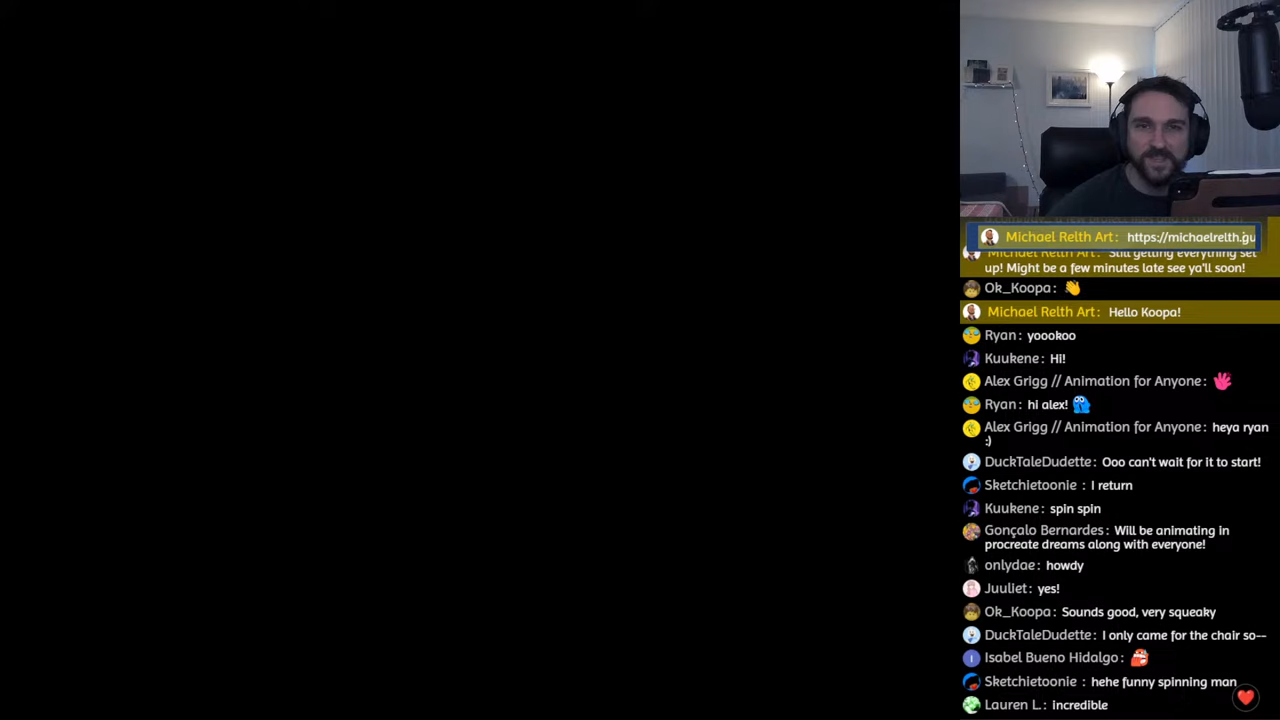 Michael Relth Art: https://michaelrelth.gu
Michael Relth Art: Still getting everything set
up! Might be a few minutes late see ya'll soon!
Ok_Koopa: 👋
Michael Relth Art: Hello Koopa!
Ryan: yoookoo
Kuukene: Hi!
Alex Grigg // Animation for Anyone:
Ryan: hi alex!
Alex Grigg // Animation for Anyone: heya ryan
:)
DuckTaleDudette: Ooo can't wait for it to start!
Sketchietoonie : I return
Kuukene: spin spin
Gonçalo Bernardes: Will be animating in
procreate dreams along with everyone!
onlydae: howdy
Juuliet: yes!
Ok_Koopa: Sounds good, very squeaky
DuckTaleDudette: I only came for the chair so--
Isabel Bueno Hidalgo:
Sketchietoonie : hehe funny spinning man
Lauren L.: incredible